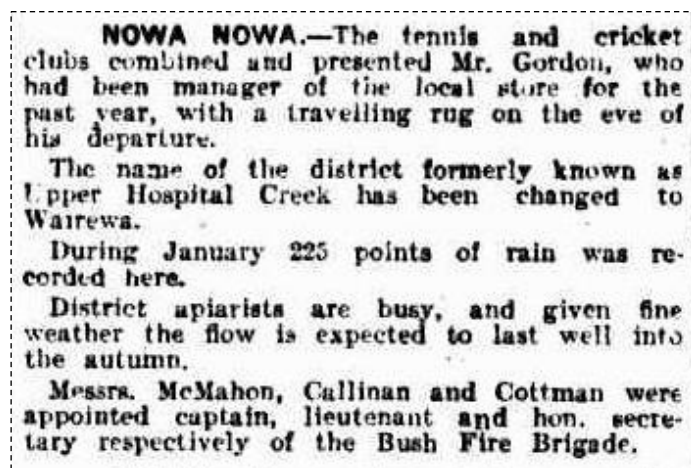 NOWA NOWA.—The tennis and cricket
clubs combined and presented Mr. Gordon, who
had been manager of the local store for the
past year, with a travelling rug on the eve of
his departure.
The name of the district formerly known as
Upper Hospital Creek has been changed to
Wairewa.
During January 225 points of rain was re-
corded here.
District apiarists are busy, and given fine
weather the flow is expected to last well into
the autumn.
Messrs. McMahon, Callinan and Cottman were
appointed captain, lieutenant and hon. secre-
tary respectively of the Bush Fire Brigade.